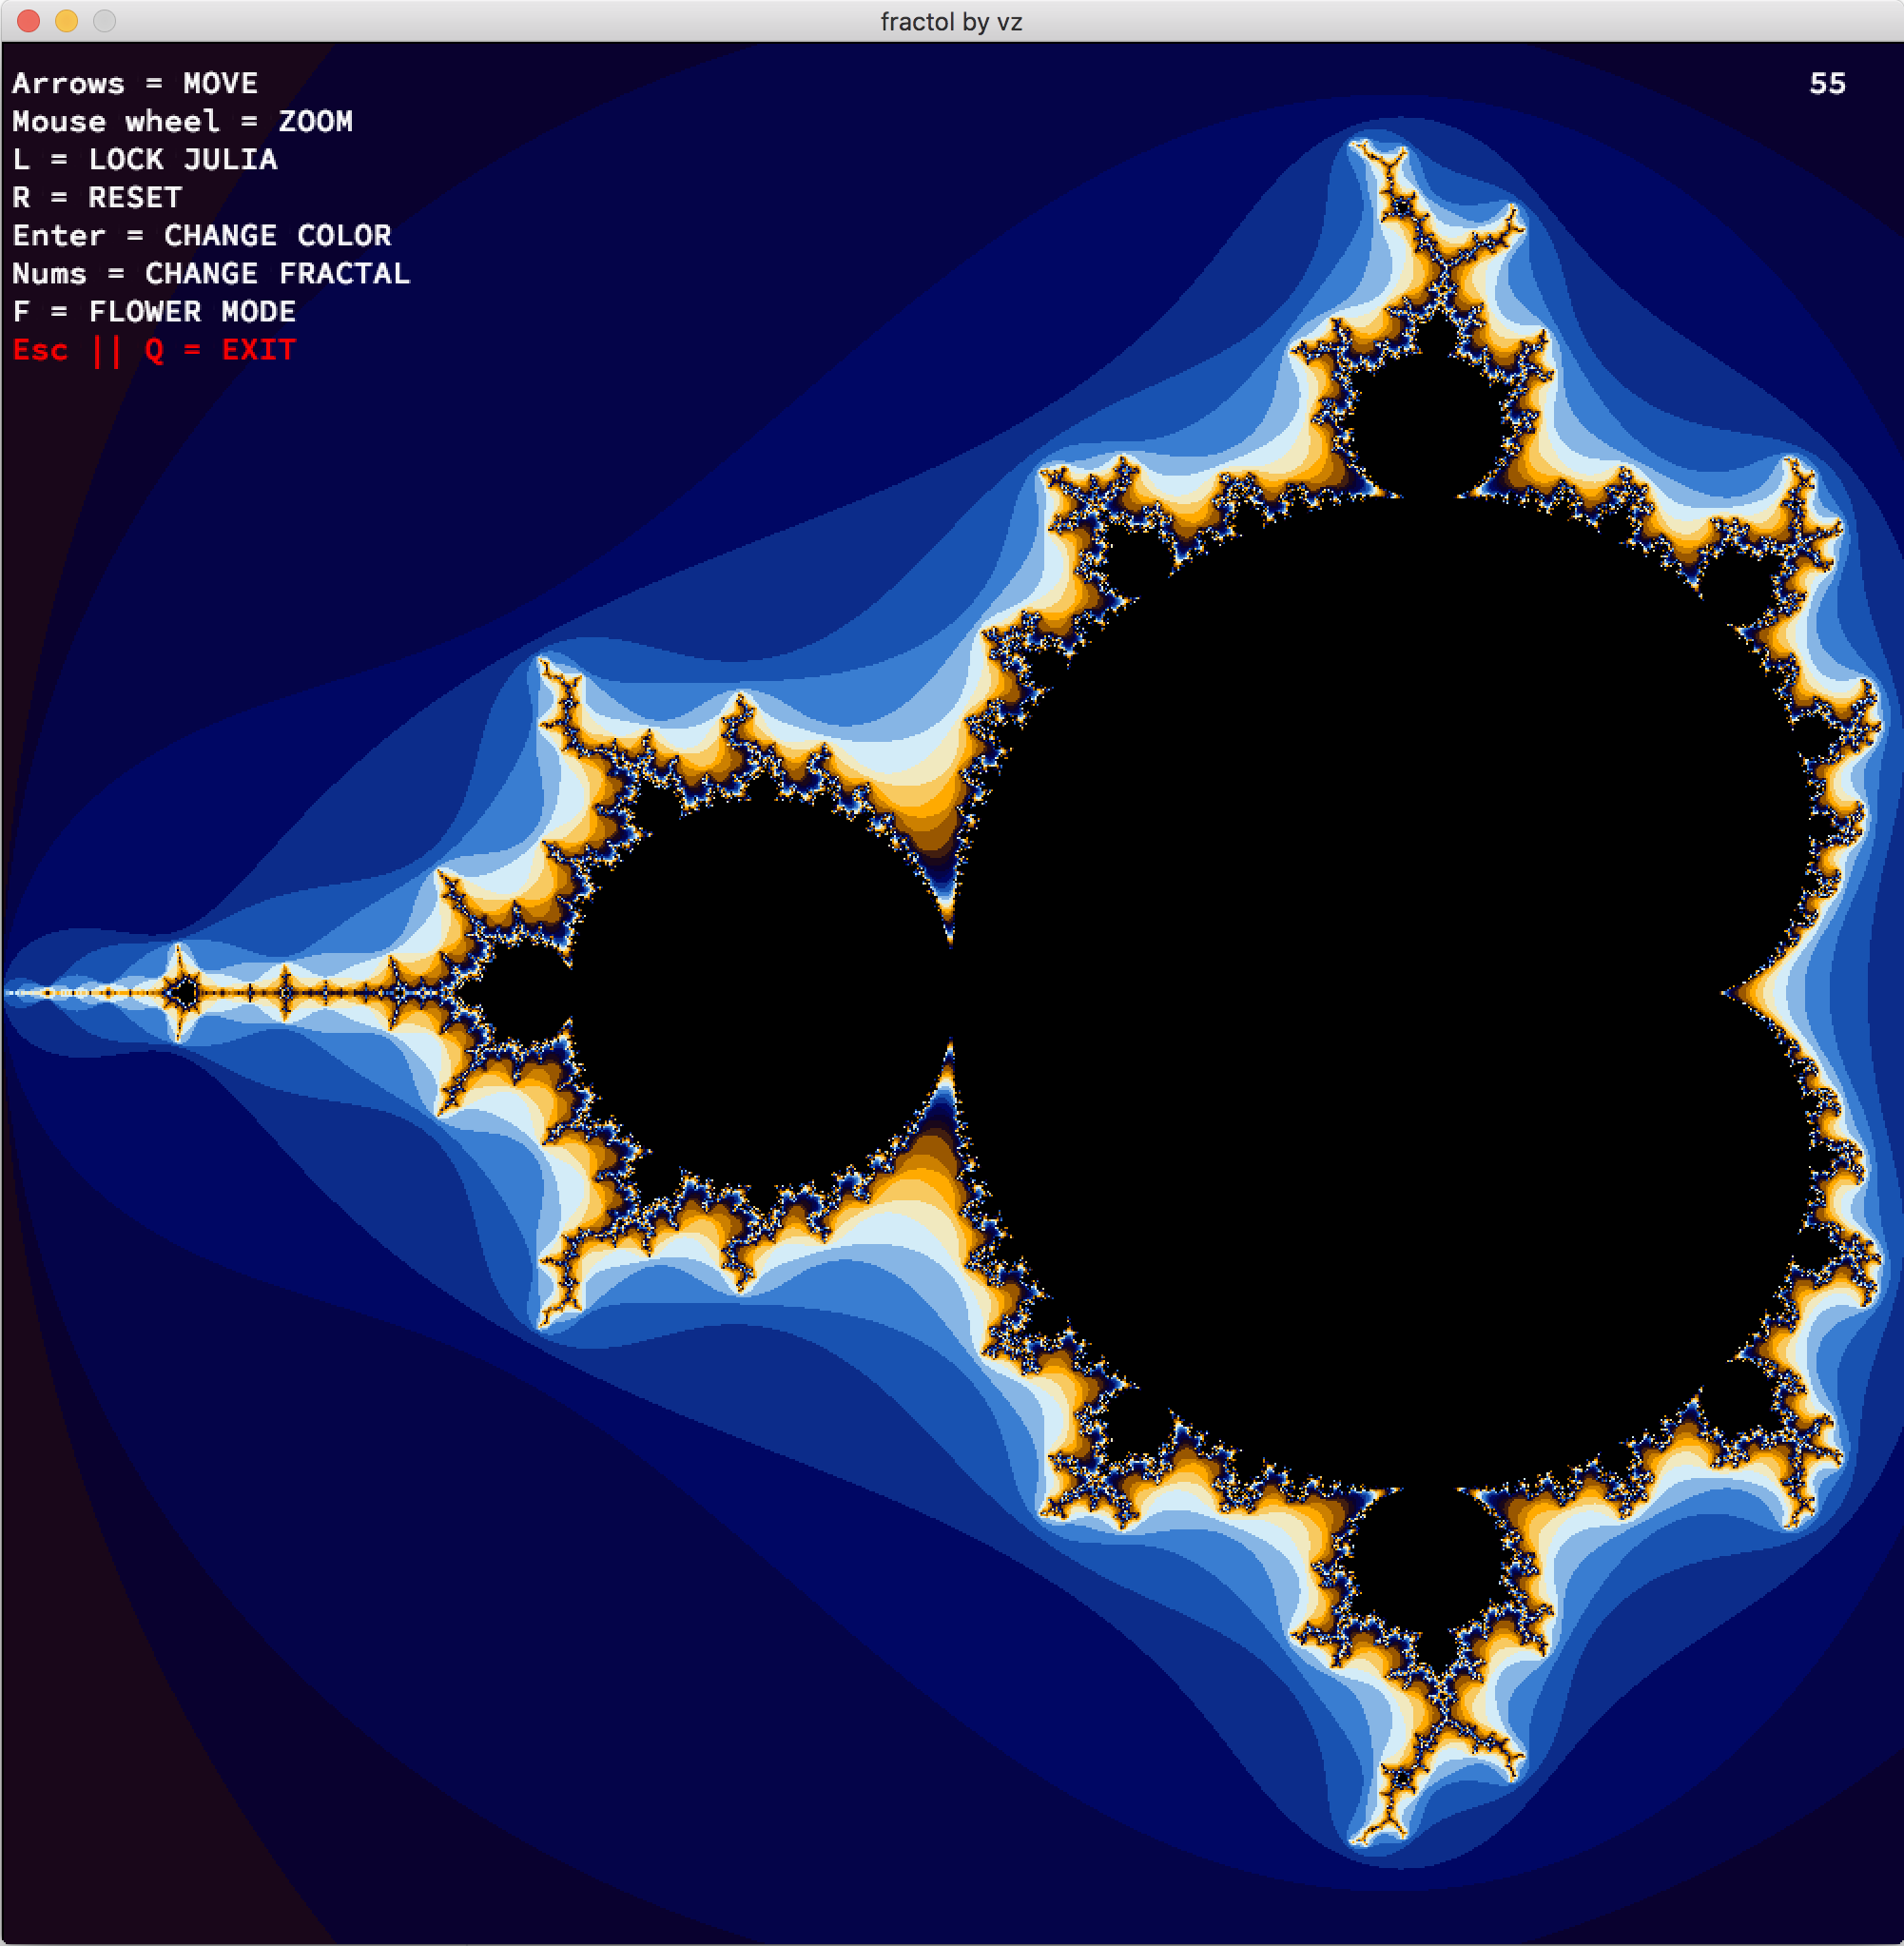 fractol by vz
Arrows = MOVE
55
Mouse wheel = ZOOM
L = LOCK JULIA
R = RESET
Enter = CHANGE COLOR
Nums = CHANGE FRACTAL
F = FLOWER MODE
Esc || Q = EXIT